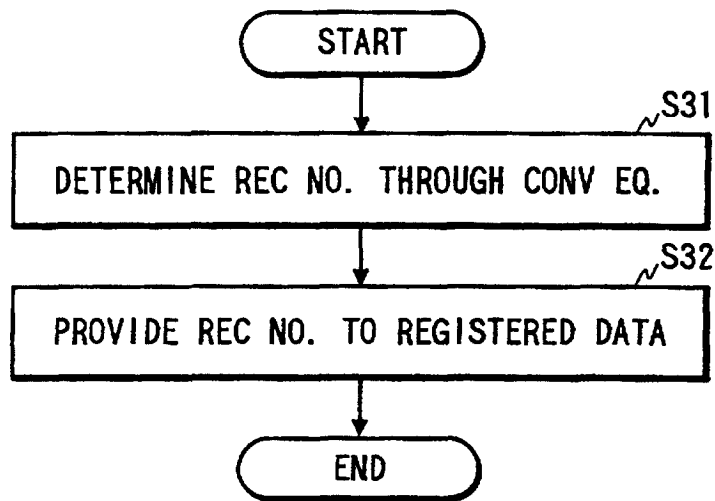 START
S31
DETERMINE REC NO. THROUGH CONV EQ.
S32
PROVIDE REC NO. TO REGISTERED DATA
END